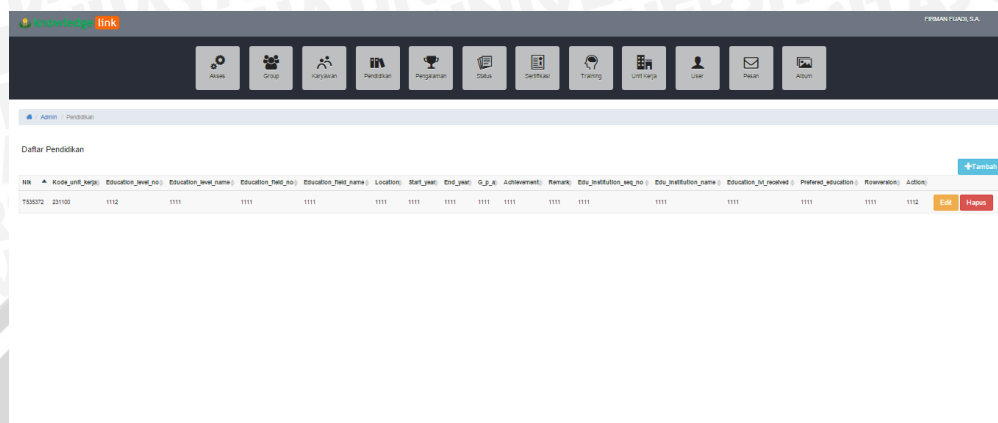 knowledge link
FIRMAN FUADI, S.A.
Akses Group Karyawan Pendidikan Pengalaman Status Sertifikasi Training Unit Kerja User Pesan Album
/ Admin / Pendidikan
Daftar Pendidikan
+Tambah
Nik Kode_unit_kerja Education_level_no Education_level_name Education_field_no Education_field_name Location Start_year End_year G_p_a Achievement Remark Edu_institution_seq_no Edu_institution_name Education_lvl_received Prefered_education Rowversion Action
T535372 231100 1112 1111 1111 1111 1111 1111 1111 1111 1111 1111 1111 1111 1111 1111 1111 1112 Edit Hapus